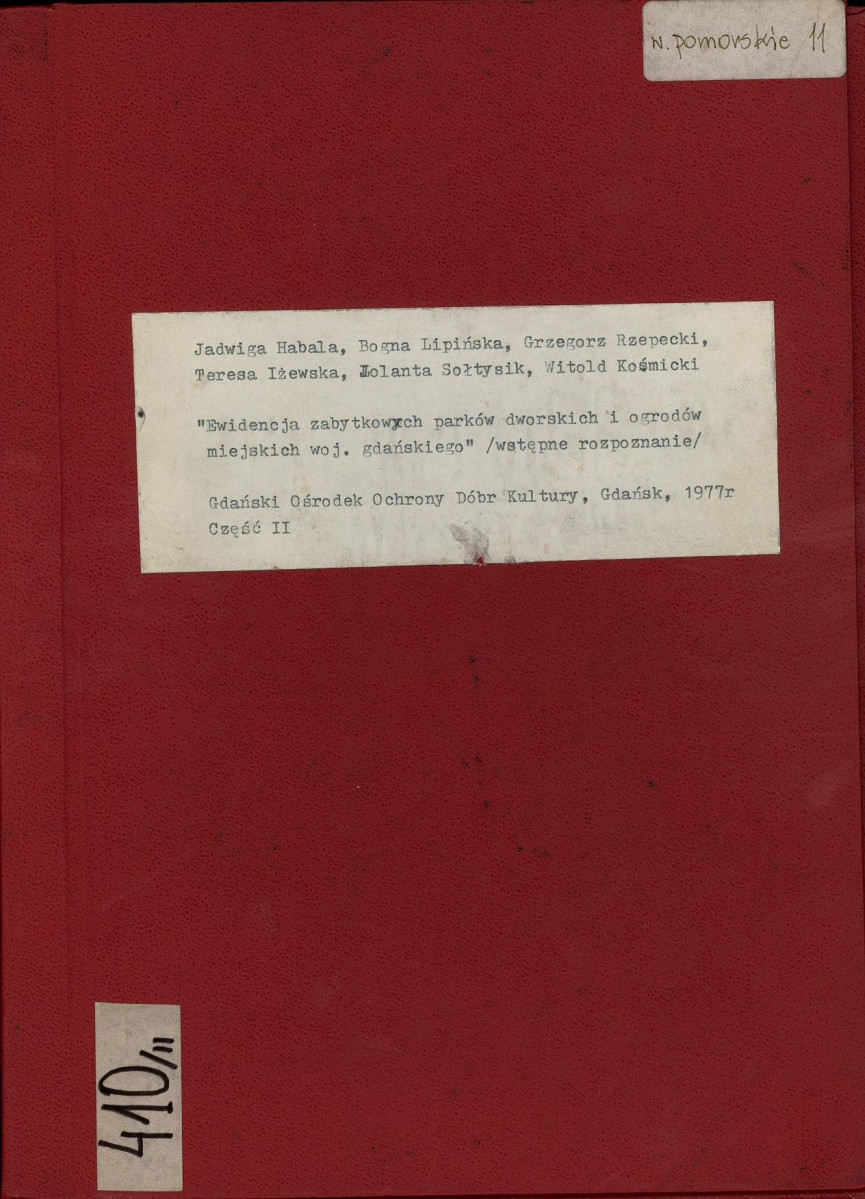 w. pomorskie 11
Jadwiga Habala, Bogna Lipińska, Grzegorz Rzepecki,
Teresa Iżewska, Jolanta Sołtysik, Witold Kośmicki
"Ewidencja zabytkowych parków dworskich i ogrodów
miejskich woj. gdańskiego" /wstępne rozpoznanie/
Gdański Ośrodek Ochrony Dóbr Kultury, Gdańsk, 1977r
Część II
410/II